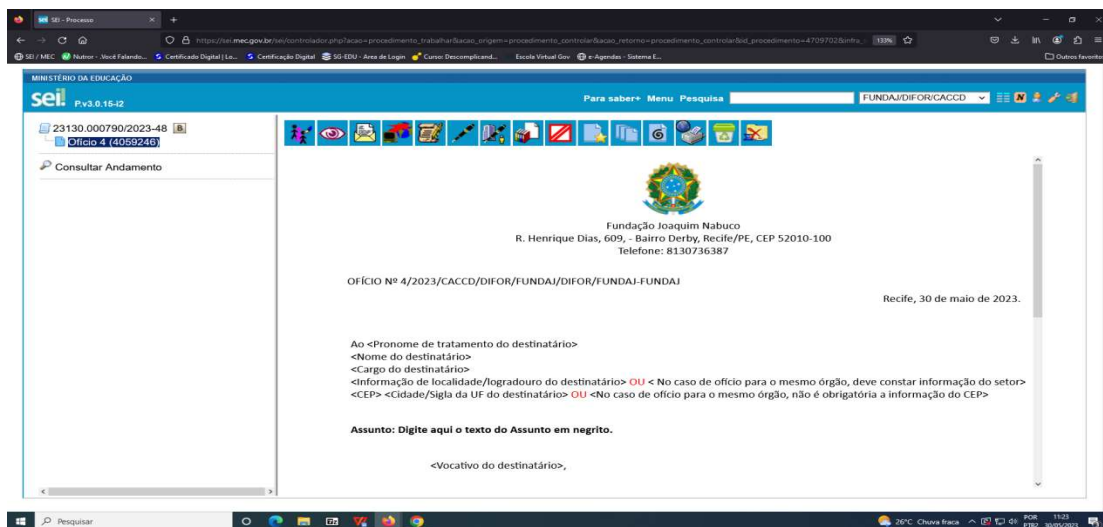 SEI - Processo
https://sei.mec.gov.br/sei/controlador.php?acao=procedimento_trabalhar&acao_origem=procedimento_controlar&acao_retorno=procedimento_controlar&id_procedimento=4709702&infra_
133%
SEI / MEC
Nutror - .Você Falando...
Certificado Digital | Lo...
Certificação Digital
SG-EDU - Area de Login
Curso: Descomplicand...
Escola Virtual Gov
e-Agendas - Sistema E...
Outros favoritos
MINISTÉRIO DA EDUCAÇÃO
sei! P.v3.0.15-i2
Para saber+ Menu Pesquisa
FUNDAJ/DIFOR/CACCD
23130.000790/2023-48
Ofício 4 (4059246)
Consultar Andamento
Fundação Joaquim Nabuco
R. Henrique Dias, 609, - Bairro Derby, Recife/PE, CEP 52010-100
Telefone: 8130736387
OFÍCIO Nº 4/2023/CACCD/DIFOR/FUNDAJ/DIFOR/FUNDAJ-FUNDAJ
Recife, 30 de maio de 2023.
Ao <Pronome de tratamento do destinatário>
<Nome do destinatário>
<Cargo do destinatário>
<Informação de localidade/logradouro do destinatário> OU < No caso de ofício para o mesmo órgão, deve constar informação do setor>
<CEP> <Cidade/Sigla da UF do destinatário> OU <No caso de ofício para o mesmo órgão, não é obrigatória a informação do CEP>
Assunto: Digite aqui o texto do Assunto em negrito.
<Vocativo do destinatário>,
Pesquisar
26°C Chuva fraca
POR
PTB2
11:23
30/05/2023